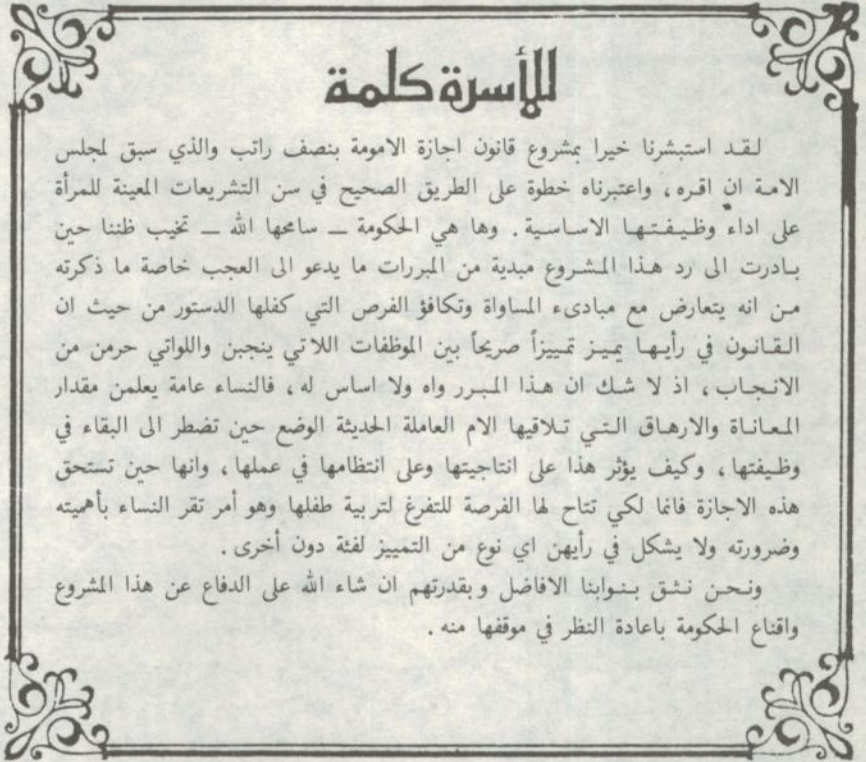 للأسرة كلمة
لقد استبشرنا خيرا بمشروع قانون اجازة الامومة بنصف راتب والذي سبق لمجلس
الامة ان اقره، واعتبرناه خطوة على الطريق الصحيح في سن التشريعات المعينة للمرأة
على اداء وظيفتها الاساسية. وها هي الحكومة — سامحها الله — تخيب ظننا حين
بادرت الى رد هذا المشروع مبدية من المبررات ما يدعو الى العجب خاصة ما ذكرته
من انه يتعارض مع مبادىء المساواة وتكافؤ الفرص التي كفلها الدستور من حيث ان
القانون في رأيها يميز تمييزاً صريحاً بين الموظفات اللاتي ينجبن واللواتي حرمن من
الانجاب، اذ لا شك ان هذا المبرر واه ولا اساس له، فالنساء عامة يعلمن مقدار
المعاناة والارهاق التي تلاقيها الام العاملة الحديثة الوضع حين تضطر الى البقاء في
وظيفتها، وكيف يؤثر هذا على انتاجيتها وعلى انتظامها في عملها، وانها حين تستحق
هذه الاجازة فانما لكي تتاح لها الفرصة للتفرغ لتربية طفلها وهو أمر تقر النساء بأهميته
وضرورته ولا يشكل في رأيهن اي نوع من التمييز لفئة دون أخرى.
ونحن نثق بنوابنا الافاضل وبقدرتهم ان شاء الله على الدفاع عن هذا المشروع
واقناع الحكومة باعادة النظر في موقفها منه.